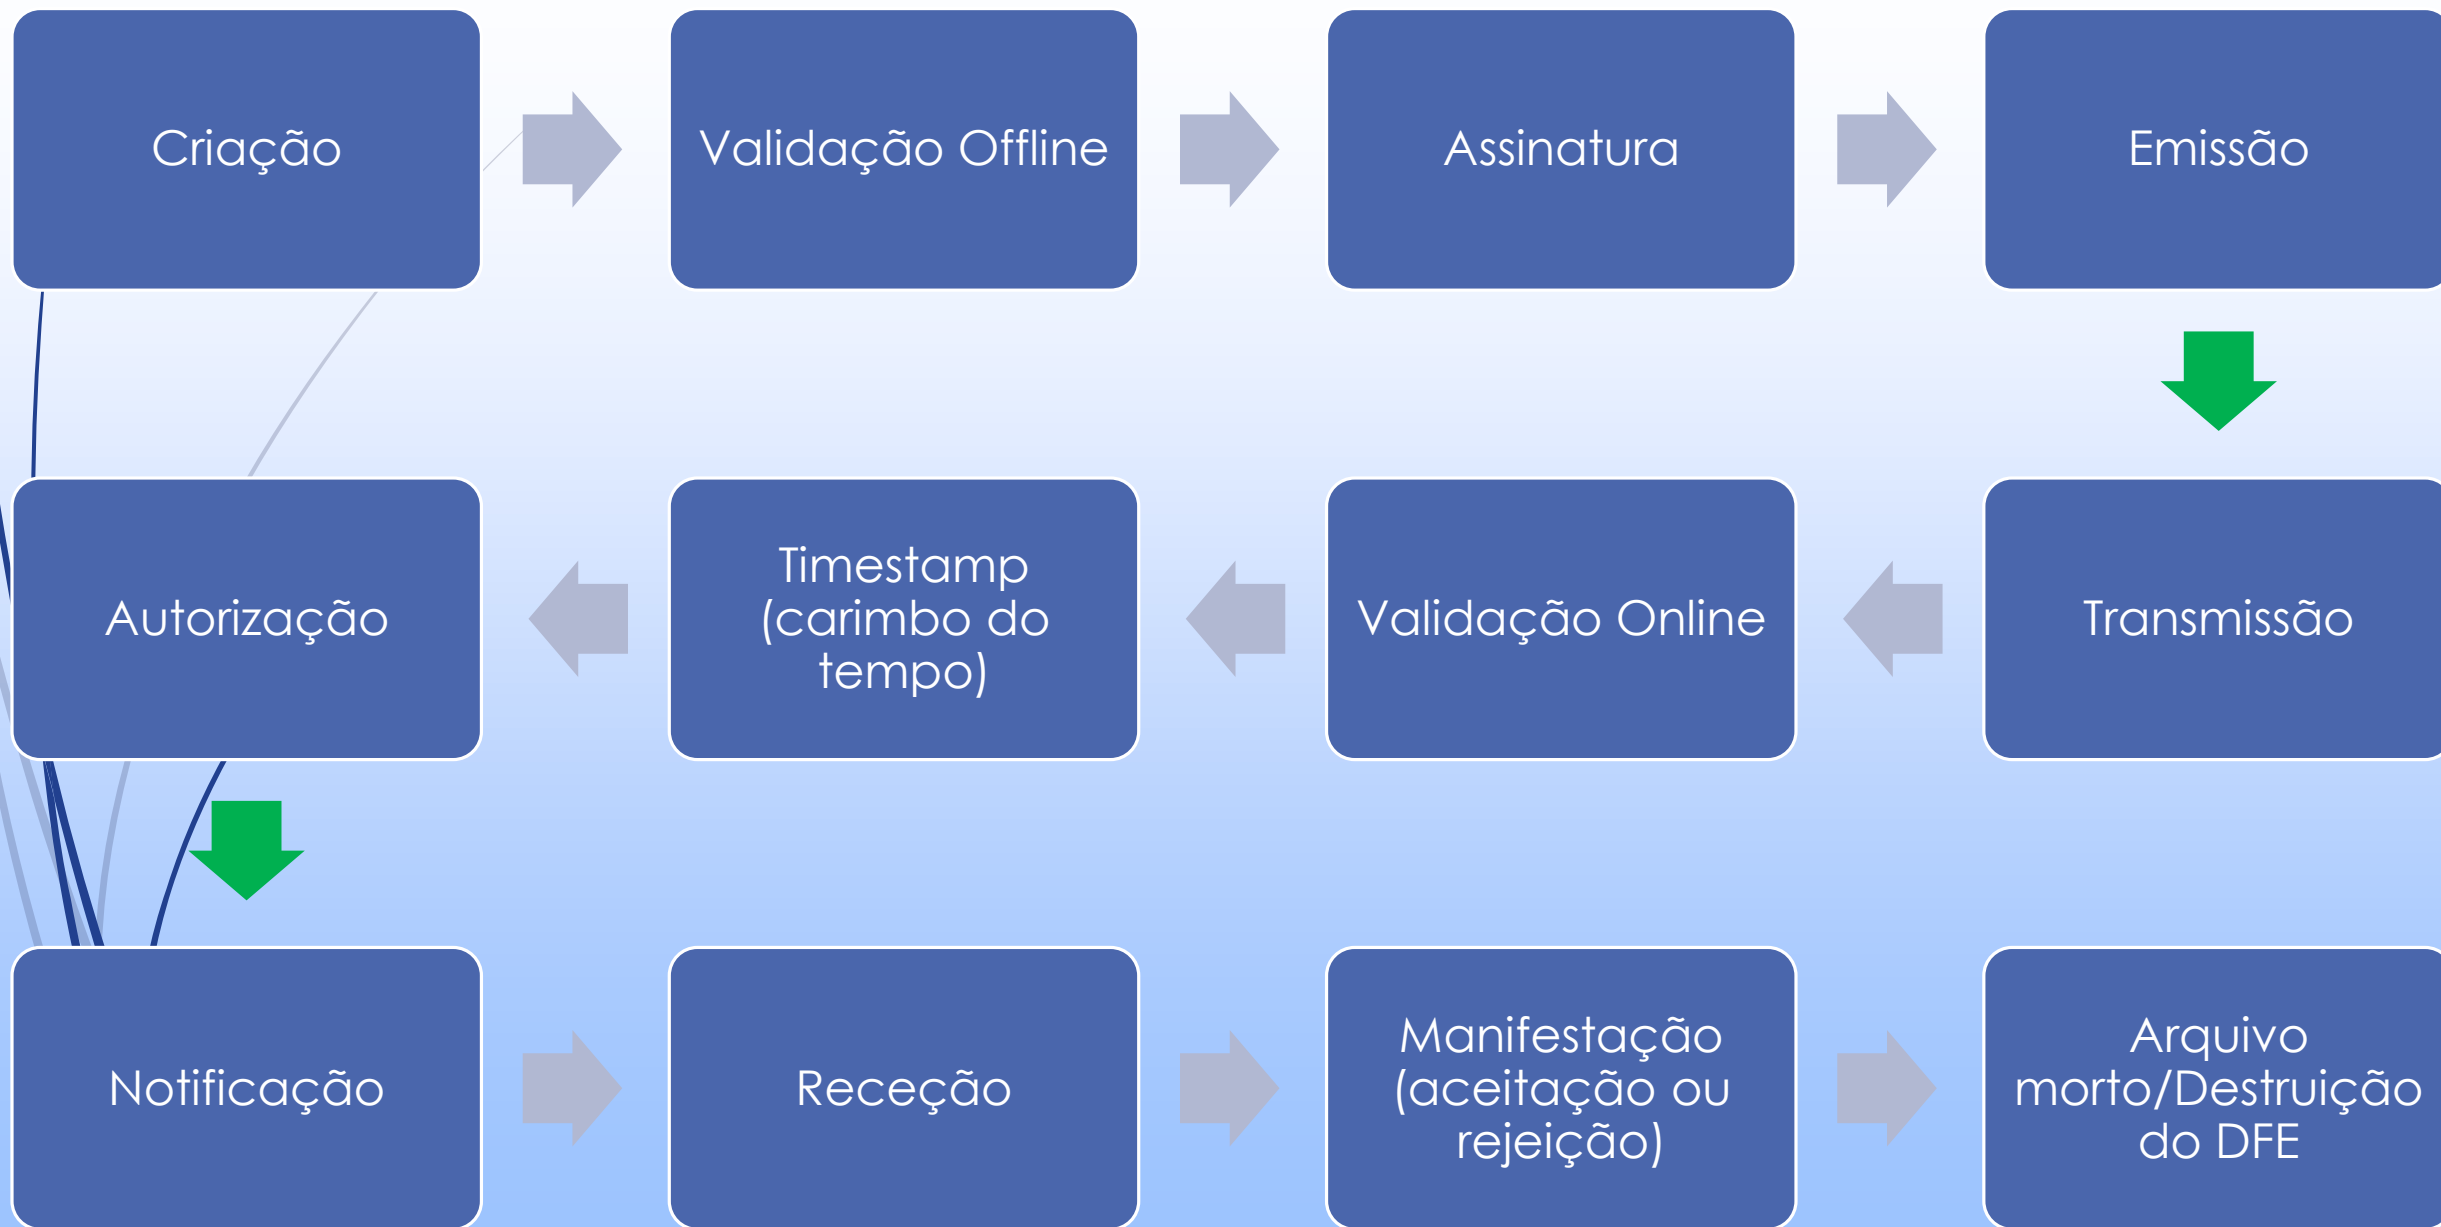 Criação
Validação Offline
Assinatura
Emissão
Transmissão
Validação Online
Timestamp
(carimbo do
tempo)
Autorização
Notificação
Receção
Manifestação
(aceitação ou
rejeição)
Arquivo
morto/Destruição
do DFE